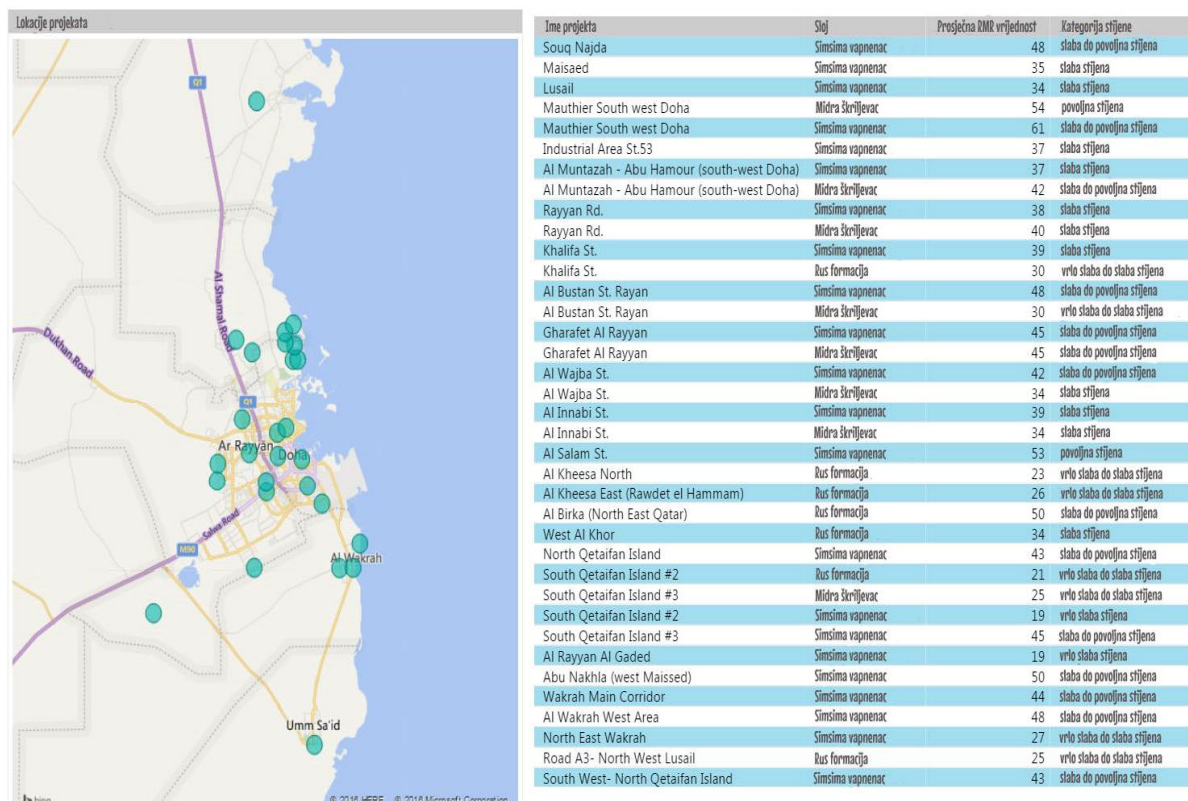 Lokacije projekata
Q1
Al Shamal Road
Dukhan Road
Q1
Ar Rayyān
Doha
Salwa Road
M90
Al Wakrah
Umm Sa'id
bing
© 2016 HERE © 2016 Microsoft Corporation
Ime projekta Sloj Prosječna RMR vrijednost Kategorija stijene
Souq Najda Simsima vapnenac 48 slaba do povoljna stijena
Maisaed Simsima vapnenac 35 slaba stijena
Lusail Simsima vapnenac 34 slaba stijena
Mauthier South west Doha Midra škriljevac 54 povoljna stijena
Mauthier South west Doha Simsima vapnenac 61 slaba do povoljna stijena
Industrial Area St.53 Simsima vapnenac 37 slaba stijena
Al Muntazah - Abu Hamour (south-west Doha) Simsima vapnenac 37 slaba stijena
Al Muntazah - Abu Hamour (south-west Doha) Midra škriljevac 42 slaba do povoljna stijena
Rayyan Rd. Simsima vapnenac 38 slaba stijena
Rayyan Rd. Midra škriljevac 40 slaba stijena
Khalifa St. Simsima vapnenac 39 slaba stijena
Khalifa St. Rus formacija 30 vrlo slaba do slaba stijena
Al Bustan St. Rayan Simsima vapnenac 48 slaba do povoljna stijena
Al Bustan St. Rayan Midra škriljevac 30 vrlo slaba do slaba stijena
Gharafet Al Rayyan Simsima vapnenac 45 slaba do povoljna stijena
Gharafet Al Rayyan Midra škriljevac 45 slaba do povoljna stijena
Al Wajba St. Simsima vapnenac 42 slaba do povoljna stijena
Al Wajba St. Midra škriljevac 34 slaba stijena
Al Innabi St. Simsima vapnenac 39 slaba stijena
Al Innabi St. Midra škriljevac 34 slaba stijena
Al Salam St. Simsima vapnenac 53 povoljna stijena
Al Kheesa North Rus formacija 23 vrlo slaba do slaba stijena
Al Kheesa East (Rawdet el Hammam) Rus formacija 26 vrlo slaba do slaba stijena
Al Birka (North East Qatar) Rus formacija 50 slaba do povoljna stijena
West Al Khor Rus formacija 34 slaba stijena
North Qetaifan Island Simsima vapnenac 43 slaba do povoljna stijena
South Qetaifan Island #2 Rus formacija 21 vrlo slaba do slaba stijena
South Qetaifan Island #3 Midra škriljevac 25 vrlo slaba do slaba stijena
South Qetaifan Island #2 Simsima vapnenac 19 vrlo slaba stijena
South Qetaifan Island #3 Simsima vapnenac 45 slaba do povoljna stijena
Al Rayyan Al Gaded Simsima vapnenac 19 vrlo slaba stijena
Abu Nakhla (west Maissed) Simsima vapnenac 50 slaba do povoljna stijena
Wakrah Main Corridor Simsima vapnenac 44 slaba do povoljna stijena
Al Wakrah West Area Simsima vapnenac 48 slaba do povoljna stijena
North East Wakrah Simsima vapnenac 27 vrlo slaba do slaba stijena
Road A3- North West Lusail Rus formacija 25 vrlo slaba do slaba stijena
South West- North Qetaifan Island Simsima vapnenac 43 slaba do povoljna stijena